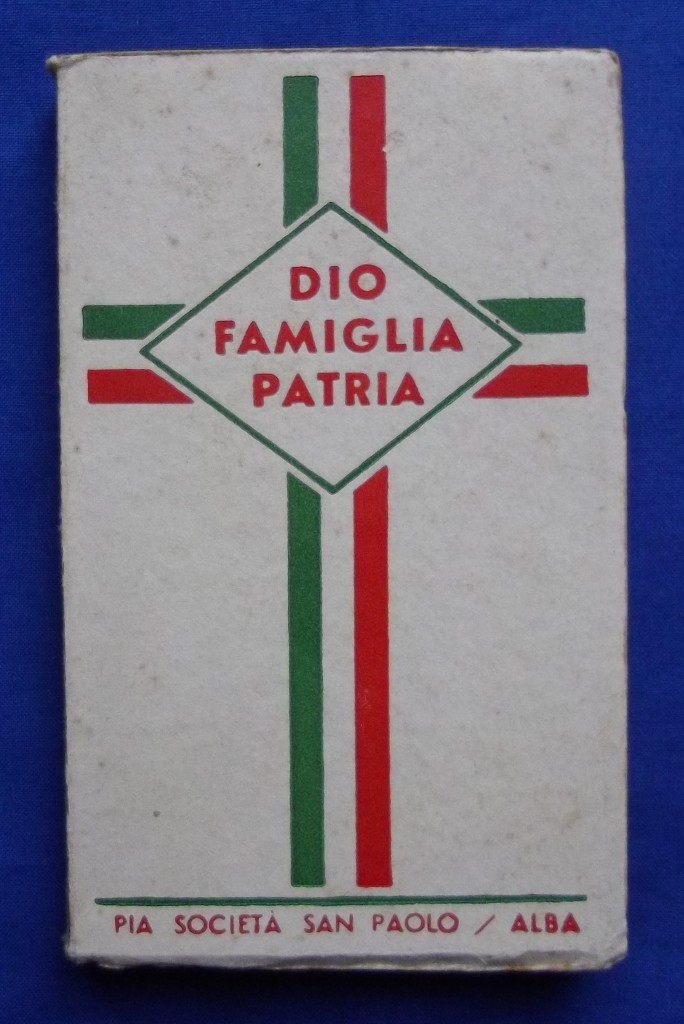 DIO
FAMIGLIA
PATRIA
PIA SOCIETÀ SAN PAOLO / ALBA